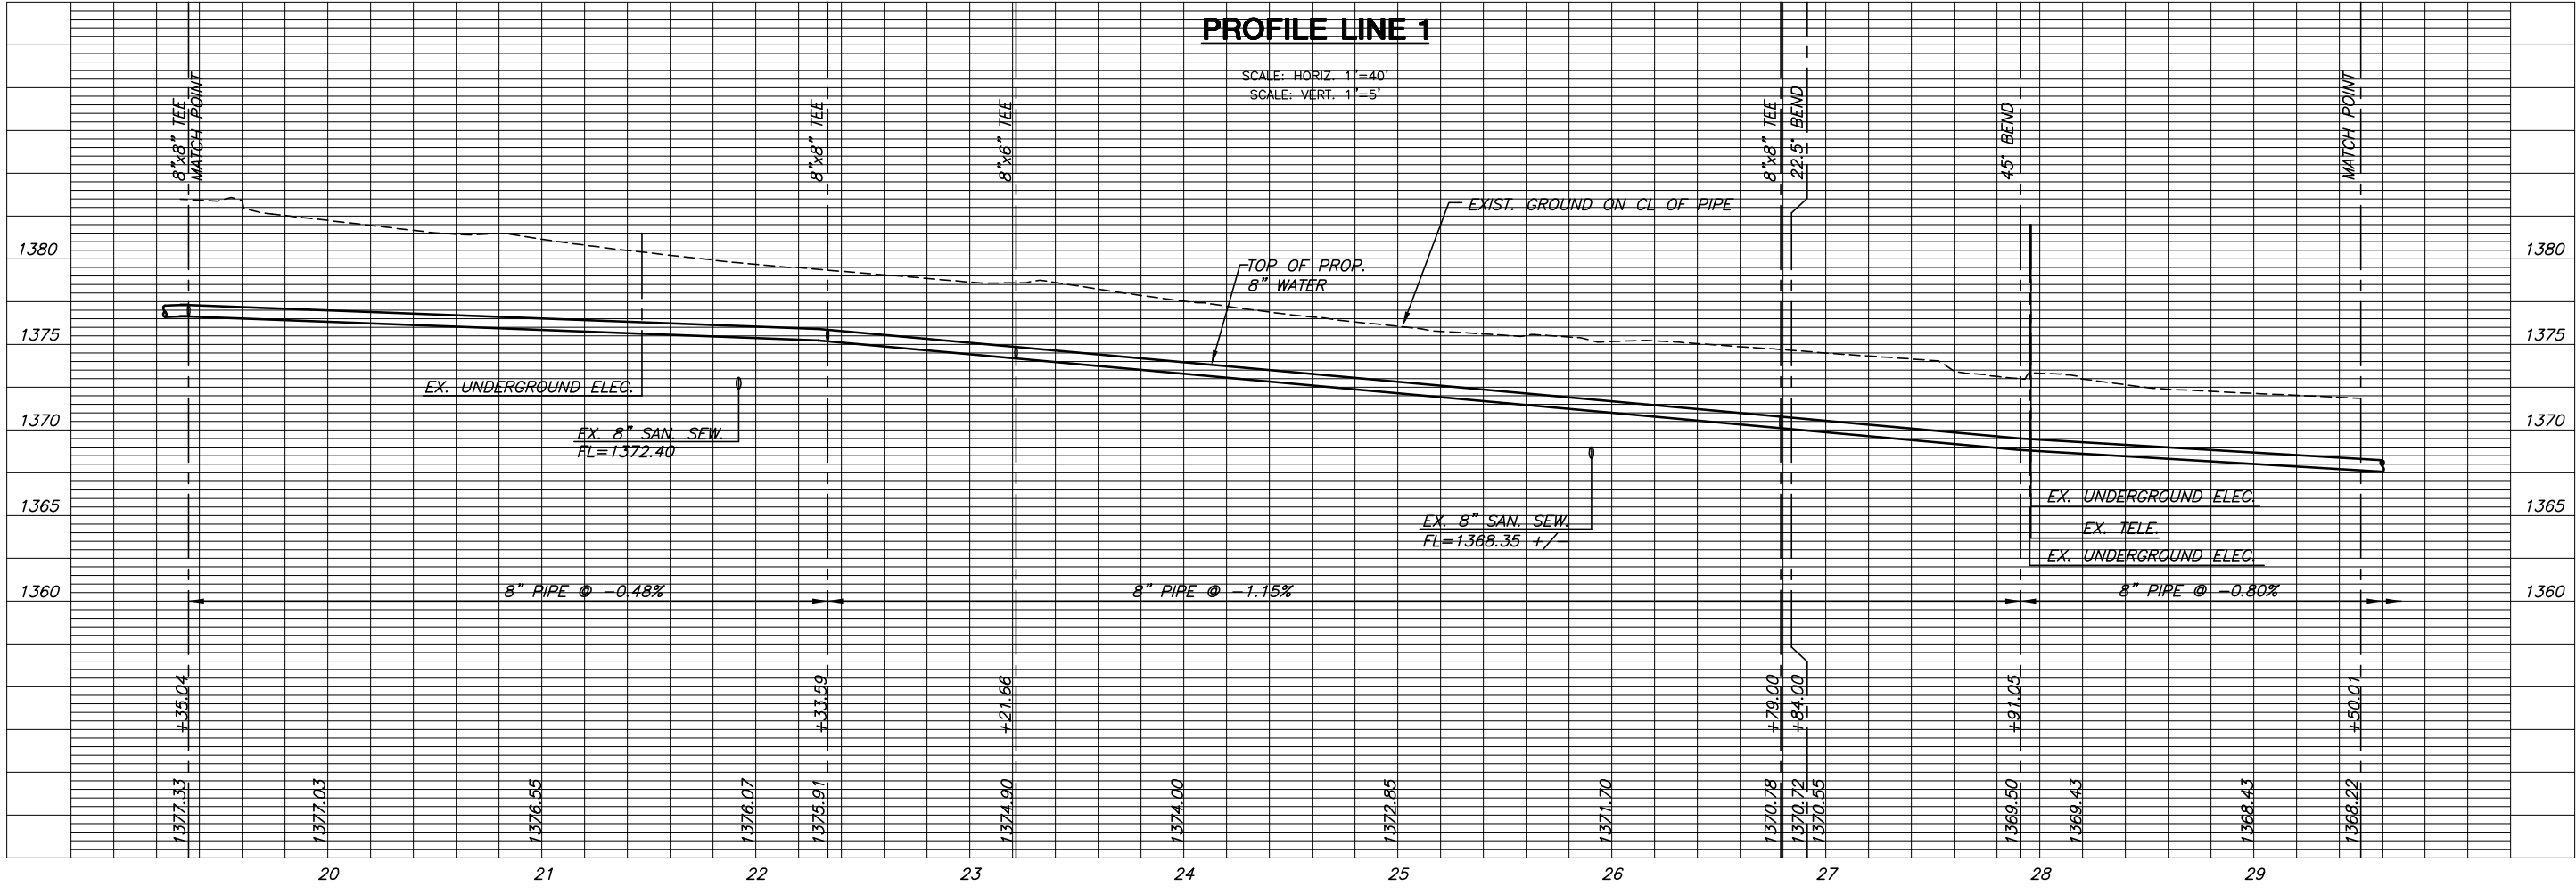 PROFILE LINE 1
SCALE: HORIZ. 1"=40'
SCALE: VERT. 1"=5'
8"x8" TEE
MATCH POINT
8"x8" TEE
8"x6" TEE
8"x8" TEE
22.5° BEND
45° BEND
MATCH POINT
EXIST. GROUND ON CL OF PIPE
1380
1380
TOP OF PROP.
8" WATER
1375
1375
EX. UNDERGROUND ELEC.
1370
1370
EX. 8" SAN. SEW.
FL=1372.40
1365
1365
EX. UNDERGROUND ELEC.
EX. 8" SAN. SEW.
FL=1368.35 +/-
EX. TELE.
EX. UNDERGROUND ELEC.
1360
1360
8" PIPE @ -0.48%
8" PIPE @ -1.15%
8" PIPE @ -0.80%
+35.04
+33.59
+21.66
+79.00
+84.00
+91.05
+50.01
1377.33
1377.03
1376.55
1376.07
1375.91
1374.90
1374.00
1372.85
1371.70
1370.78
1370.72
1370.55
1369.50
1369.43
1368.43
1368.22
20
21
22
23
24
25
26
27
28
29